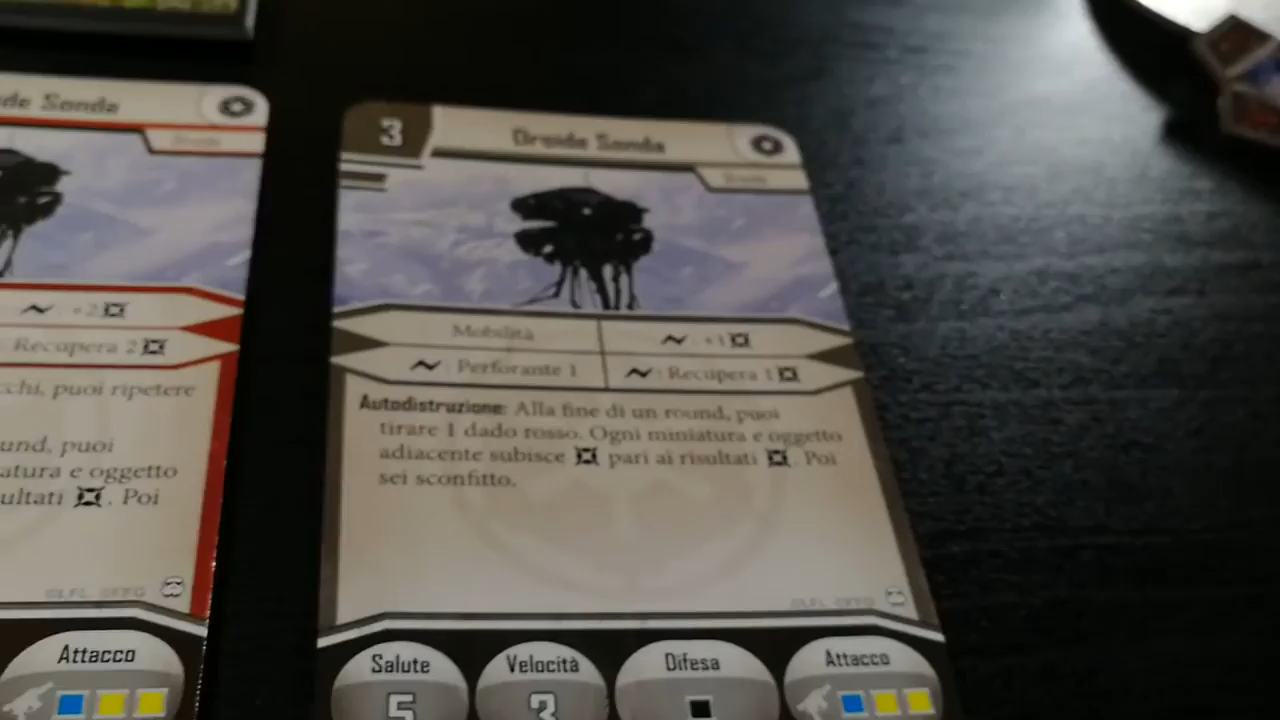 de Sonda
Droide
+2
Recupera 2
cchi, puoi ripetere
und, puoi
atura e oggetto
ultati . Poi
Attacco
3
Droide Sonda
Droide
Mobilità
: +1
: Perforante 1
: Recupera 1
Autodistruzione: Alla fine di un round, puoi
tirare 1 dado rosso. Ogni miniatura e oggetto
adiacente subisce pari ai risultati . Poi
sei sconfitto.
Salute
5
Velocità
3
Difesa
Attacco